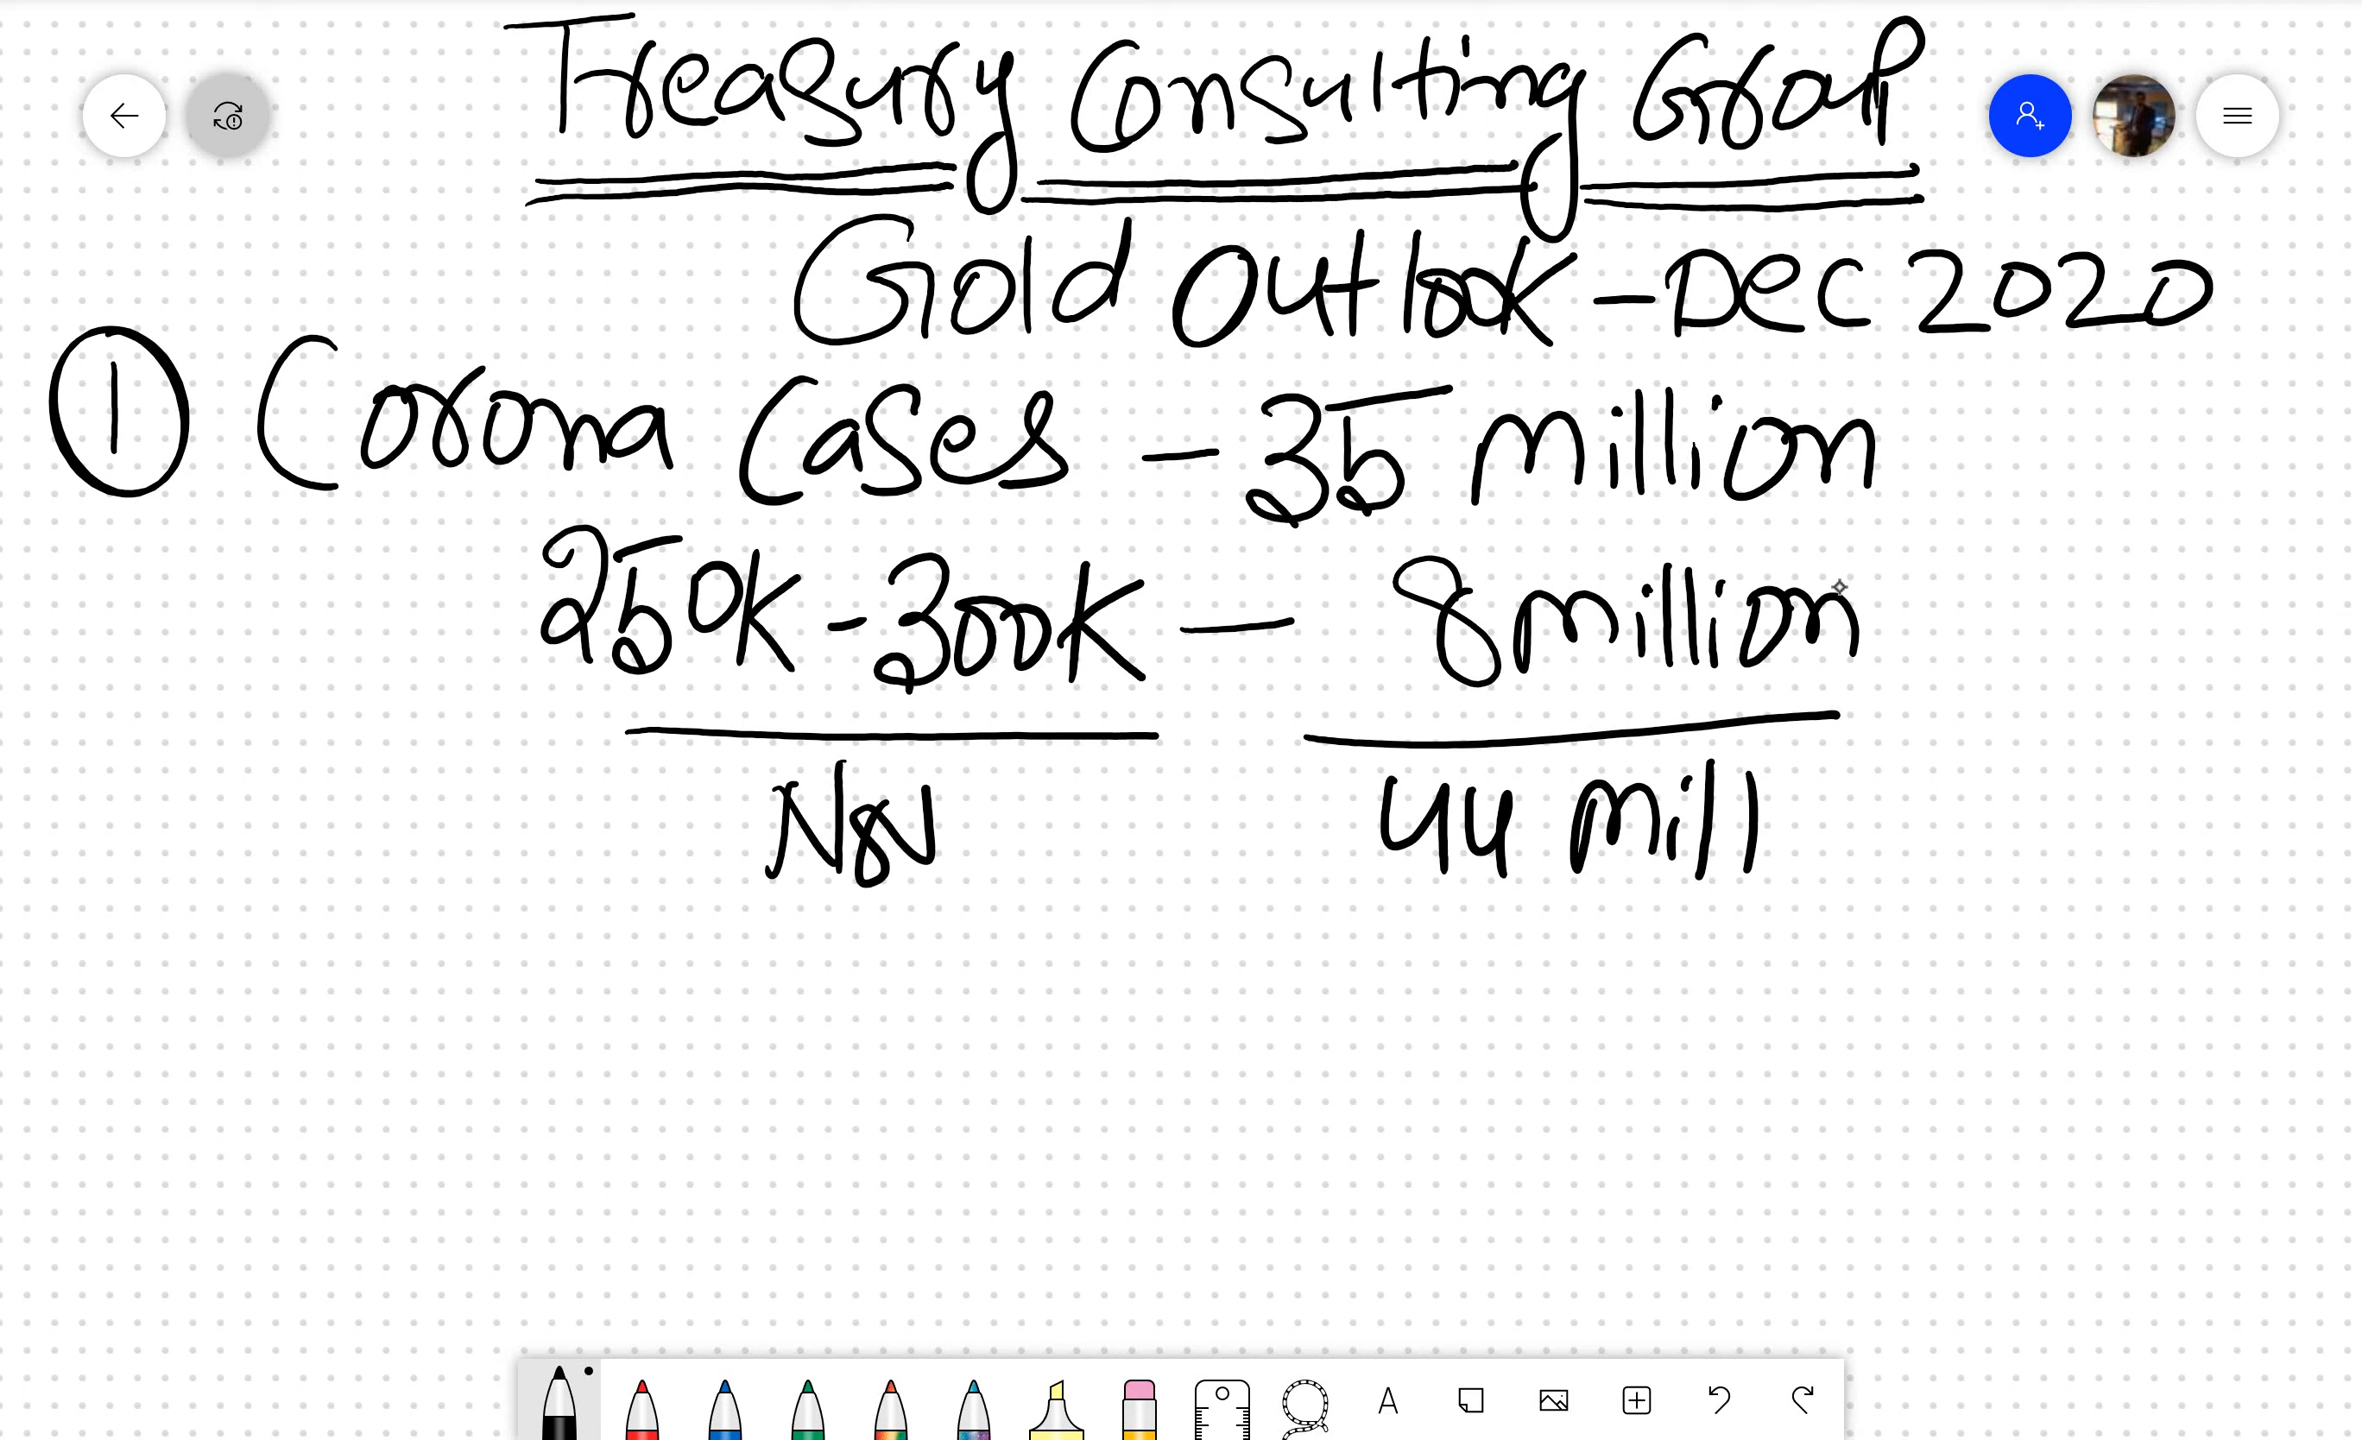 Treasury Consulting Group
Gold Outlook - Dec 2020
① Corona Cases - 35 million
250K - 300K - 8 million
44 mill
A